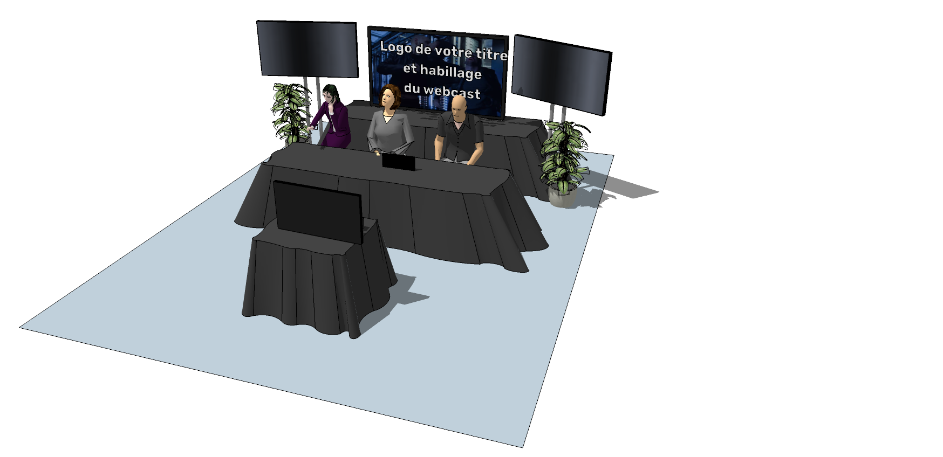 Logo de votre titre
et habillage
du webcast